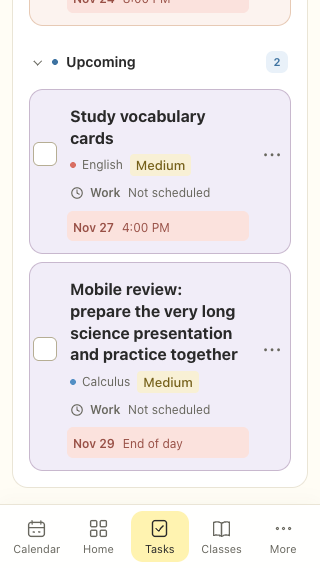 Nov 24 8:00 PM
Upcoming 2
Study vocabulary
cards
English Medium
Work Not scheduled
Nov 27 4:00 PM
Mobile review:
prepare the very long
science presentation
and practice together
Calculus Medium
Work Not scheduled
Nov 29 End of day
Calendar Home Tasks Classes More